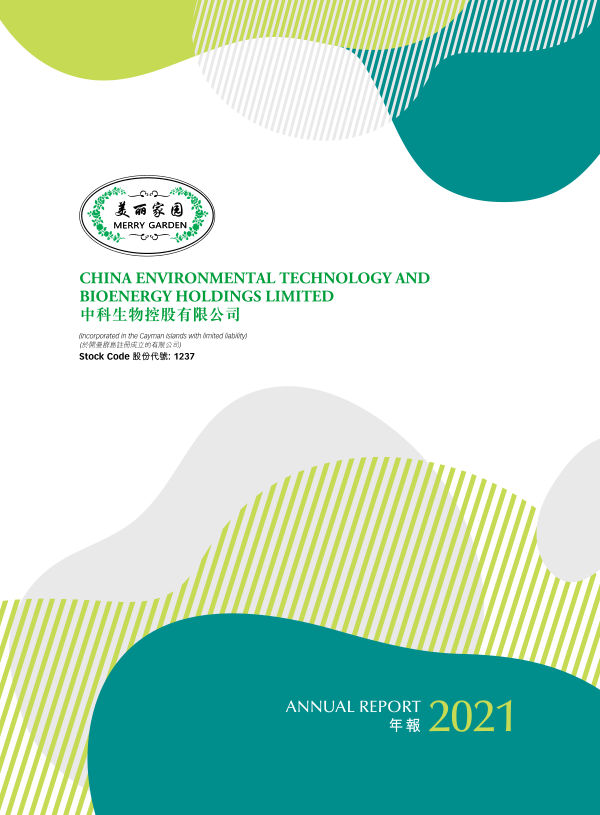 美丽家园
MERRY GARDEN
CHINA ENVIRONMENTAL TECHNOLOGY AND
BIOENERGY HOLDINGS LIMITED
中科生物控股有限公司
(Incorporated in the Cayman Islands with limited liability)
(於開曼群島註冊成立的有限公司)
Stock Code 股份代號: 1237
ANNUAL REPORT
年報 2021